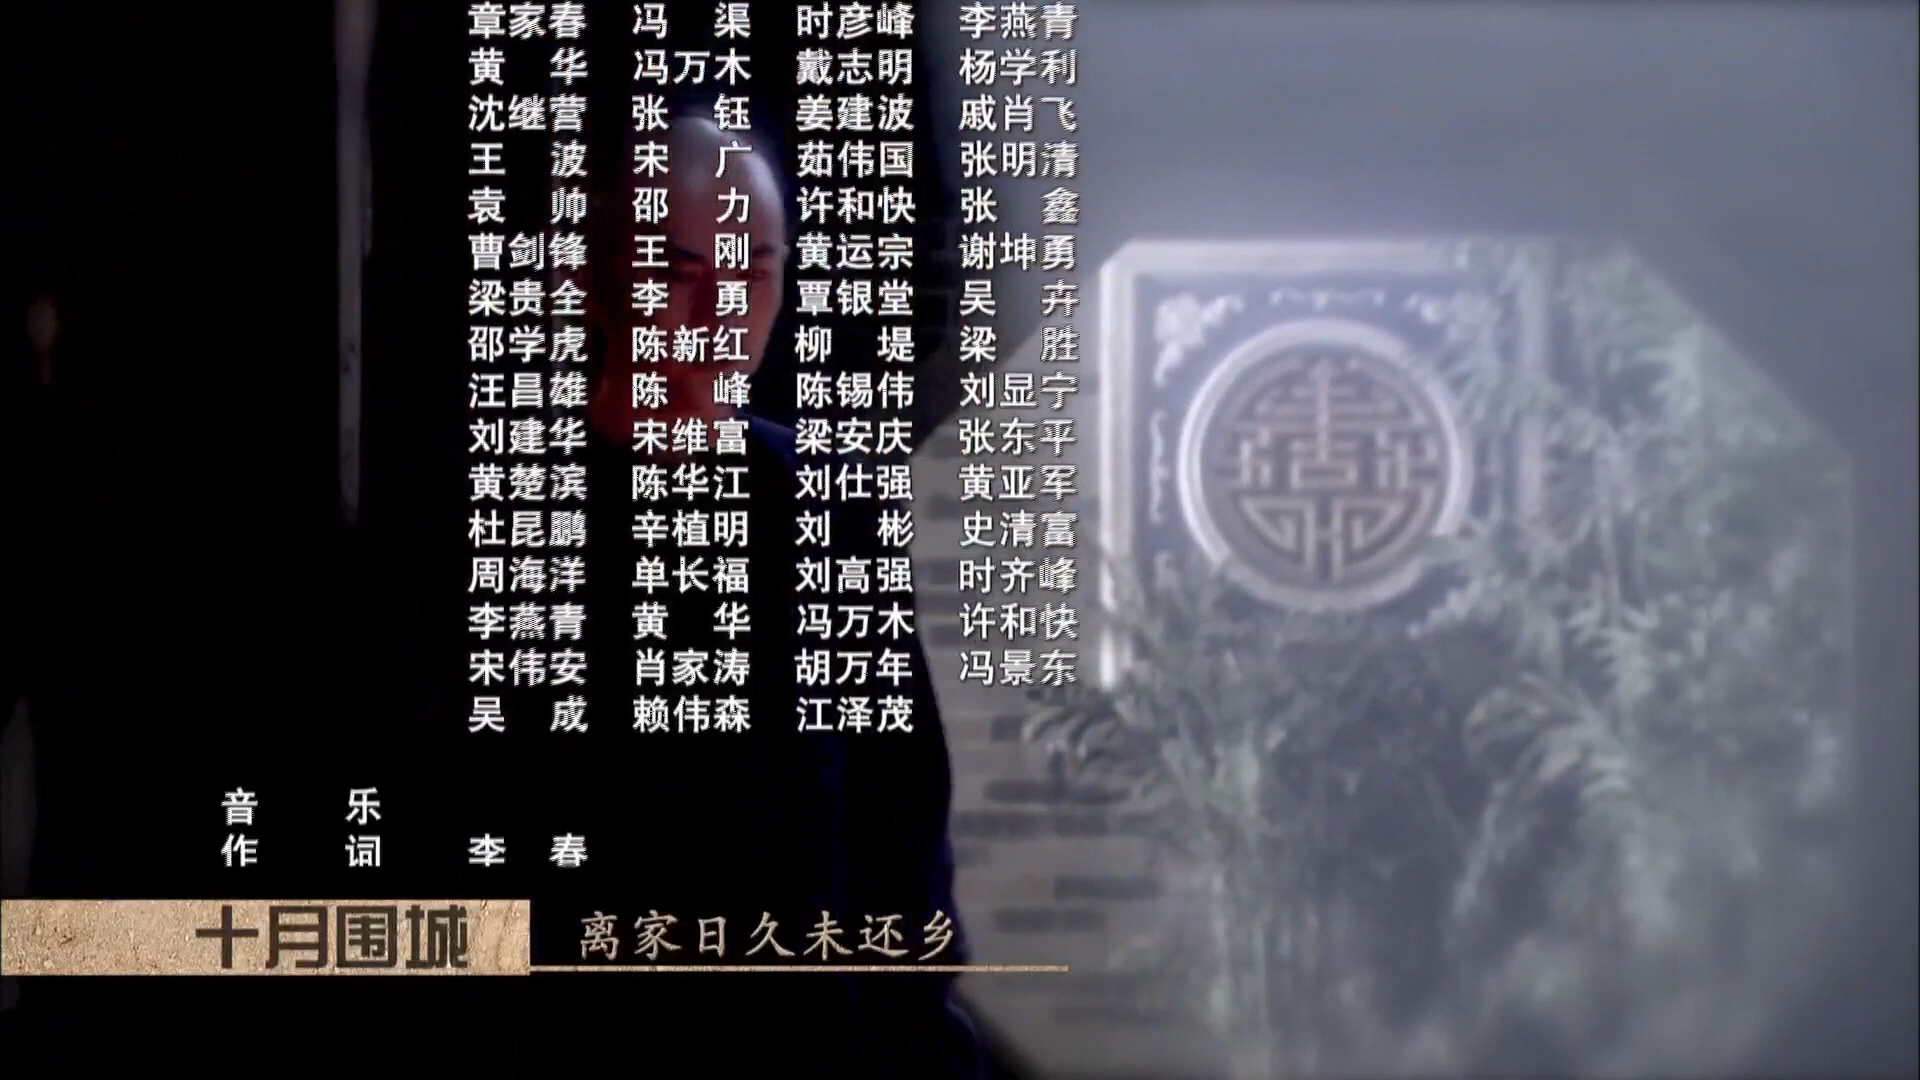 章家春 冯渠 时彦峰 李燕青
黄华 冯万木 戴志明 杨学利
沈继营 张钰 姜建波 戚肖飞
王波 宋广 茹伟国 张明清
袁帅 邵力 许和快 张鑫
曹剑锋 王刚 黄运宗 谢坤勇
梁贵全 李勇 覃银堂 吴卉
邵学虎 陈新红 柳堤 梁胜
汪昌雄 陈峰 陈锡伟 刘显宁
刘建华 宋维富 梁安庆 张东平
黄楚滨 陈华江 刘仕强 黄亚军
杜昆鹏 辛植明 刘彬 史清富
周海洋 单长福 刘高强 时齐峰
李燕青 黄华 冯万木 许和快
宋伟安 肖家涛 胡万年 冯景东
吴成 赖伟森 江泽茂
音乐
作词 李春
十月围城 离家日久未还乡